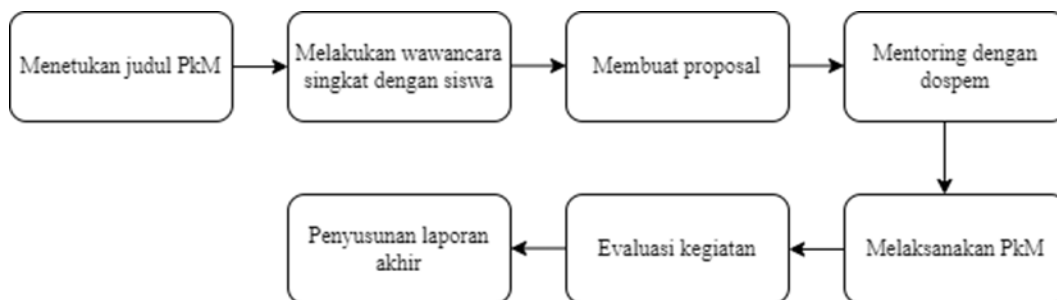 Menetukan judul PkM
Melakukan wawancara
singkat dengan siswa
Membuat proposal
Mentoring dengan
dospem
Melaksanakan PkM
Evaluasi kegiatan
Penyusunan laporan
akhir